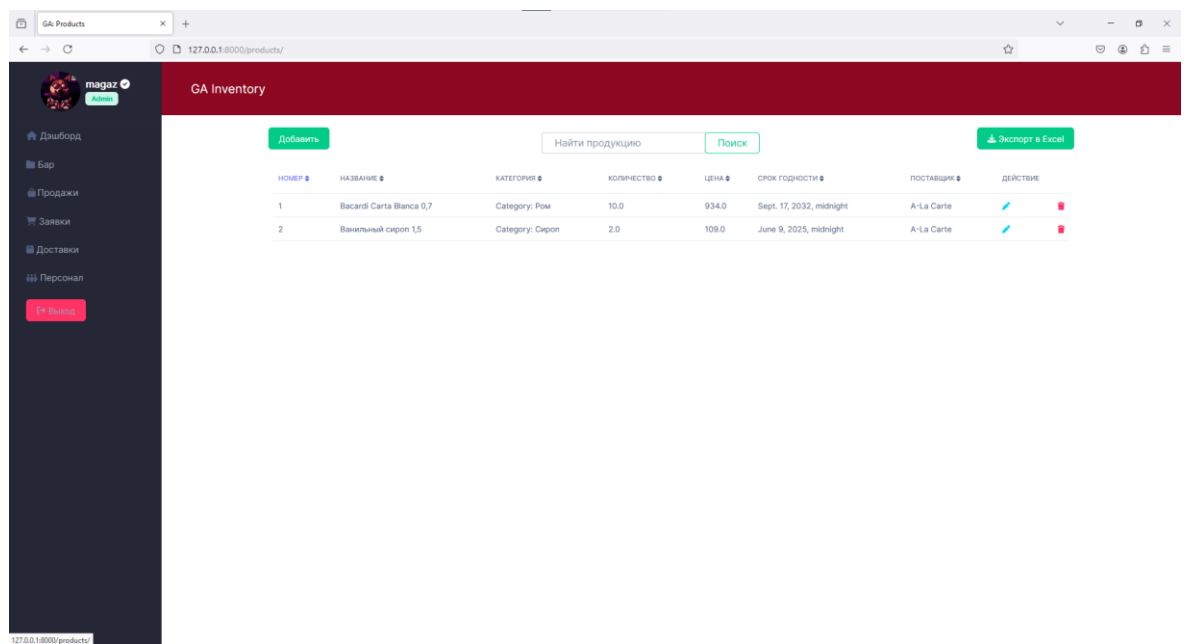 GA: Products
127.0.0.1:8000/products/
magaz
Admin
GA Inventory
Дэшборд
Бар
Продажи
Заявки
Доставки
Персонал
Выход
Добавить
Найти продукцию
Поиск
Экспорт в Excel
НОМЕР НАЗВАНИЕ КАТЕГОРИЯ КОЛИЧЕСТВО ЦЕНА СРОК ГОДНОСТИ ПОСТАВЩИК ДЕЙСТВИЕ
1 Bacardi Carta Blanca 0,7 Category: Ром 10.0 934.0 Sept. 17, 2032, midnight A-La Carte
2 Ванильный сироп 1,5 Category: Сироп 2.0 109.0 June 9, 2025, midnight A-La Carte
127.0.0.1:8000/products/